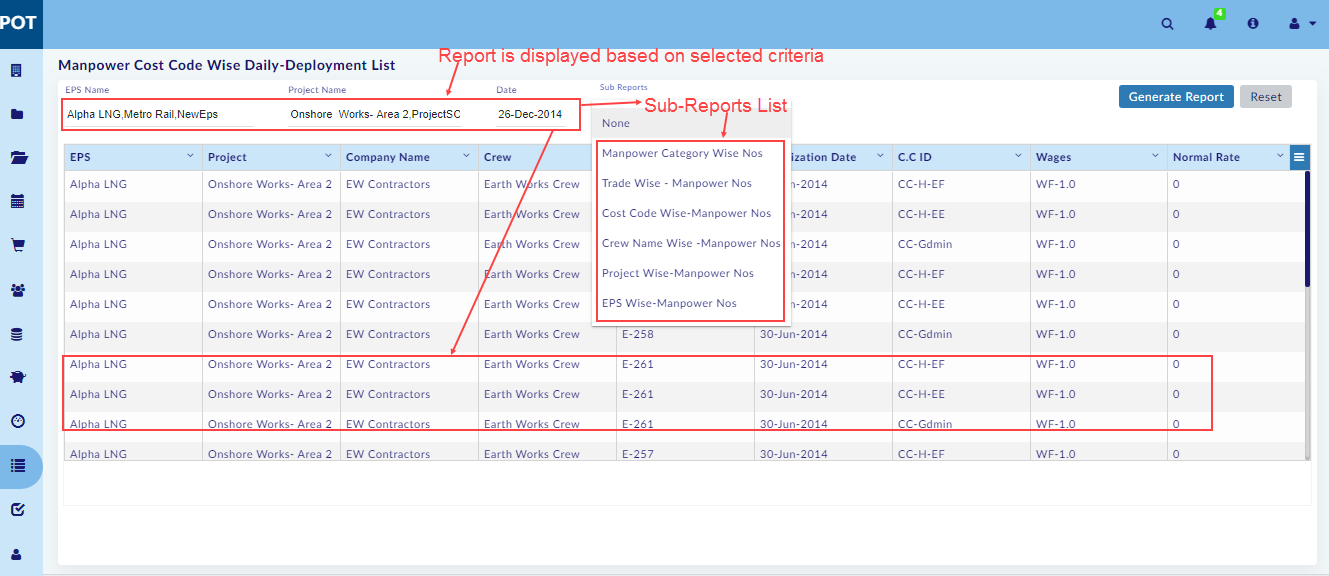 POT
4
Manpower Cost Code Wise Daily-Deployment List
Report is displayed based on selected criteria
EPS Name Project Name Date Sub Reports
Alpha LNG,Metro Rail,NewEps Onshore Works- Area 2,ProjectSC 26-Dec-2014
Sub-Reports List
Generate Report Reset
None
Manpower Category Wise Nos
Trade Wise - Manpower Nos
Cost Code Wise-Manpower Nos
Crew Name Wise -Manpower Nos
Project Wise-Manpower Nos
EPS Wise-Manpower Nos
EPS Project Company Name Crew ization Date C.C ID Wages Normal Rate
Alpha LNG Onshore Works- Area 2 EW Contractors Earth Works Crew n-2014 CC-H-EF WF-1.0 0
Alpha LNG Onshore Works- Area 2 EW Contractors Earth Works Crew n-2014 CC-H-EE WF-1.0 0
Alpha LNG Onshore Works- Area 2 EW Contractors Earth Works Crew n-2014 CC-Gdmin WF-1.0 0
Alpha LNG Onshore Works- Area 2 EW Contractors Earth Works Crew n-2014 CC-H-EF WF-1.0 0
Alpha LNG Onshore Works- Area 2 EW Contractors Earth Works Crew n-2014 CC-H-EE WF-1.0 0
Alpha LNG Onshore Works- Area 2 EW Contractors Earth Works Crew E-258 30-Jun-2014 CC-Gdmin WF-1.0 0
Alpha LNG Onshore Works- Area 2 EW Contractors Earth Works Crew E-261 30-Jun-2014 CC-H-EF WF-1.0 0
Alpha LNG Onshore Works- Area 2 EW Contractors Earth Works Crew E-261 30-Jun-2014 CC-H-EE WF-1.0 0
Alpha LNG Onshore Works- Area 2 EW Contractors Earth Works Crew E-261 30-Jun-2014 CC-Gdmin WF-1.0 0
Alpha LNG Onshore Works- Area 2 EW Contractors Earth Works Crew E-257 30-Jun-2014 CC-H-EF WF-1.0 0